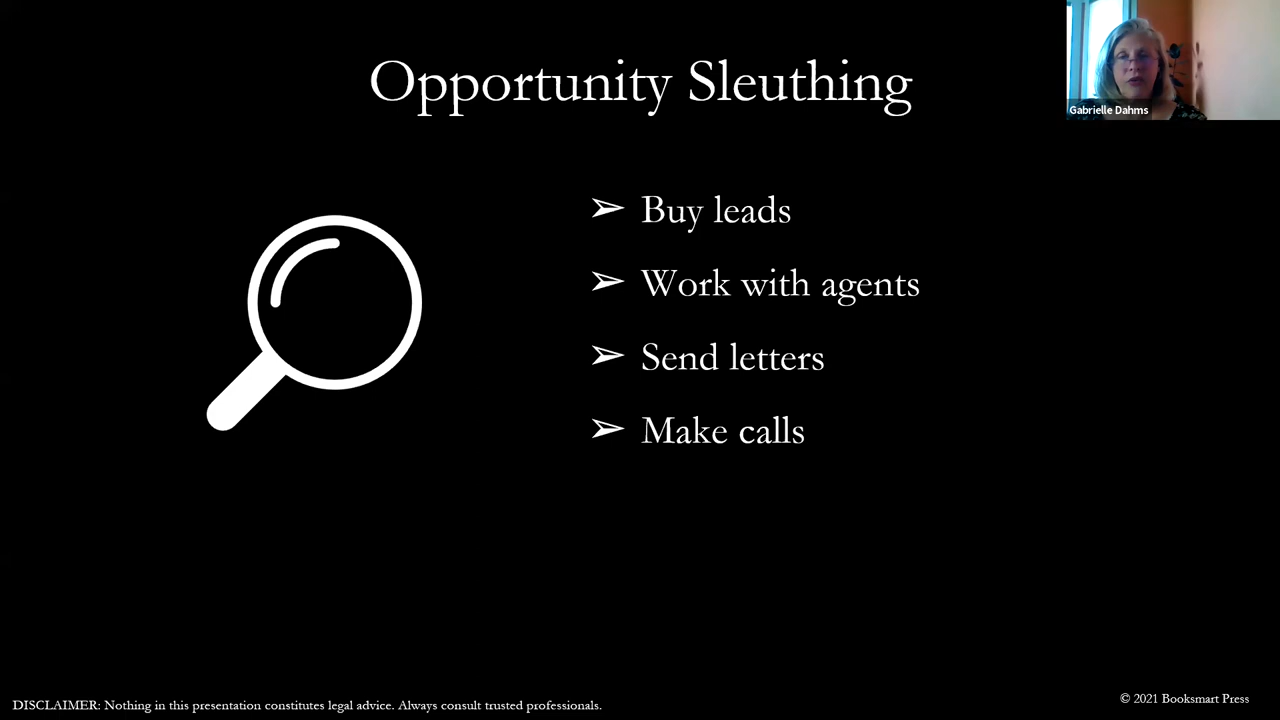 Opportunity Sleuthing
Gabrielle Dahms
➢ Buy leads
➢ Work with agents
➢ Send letters
➢ Make calls
DISCLAIMER: Nothing in this presentation constitutes legal advice. Always consult trusted professionals.
© 2021 Booksmart Press